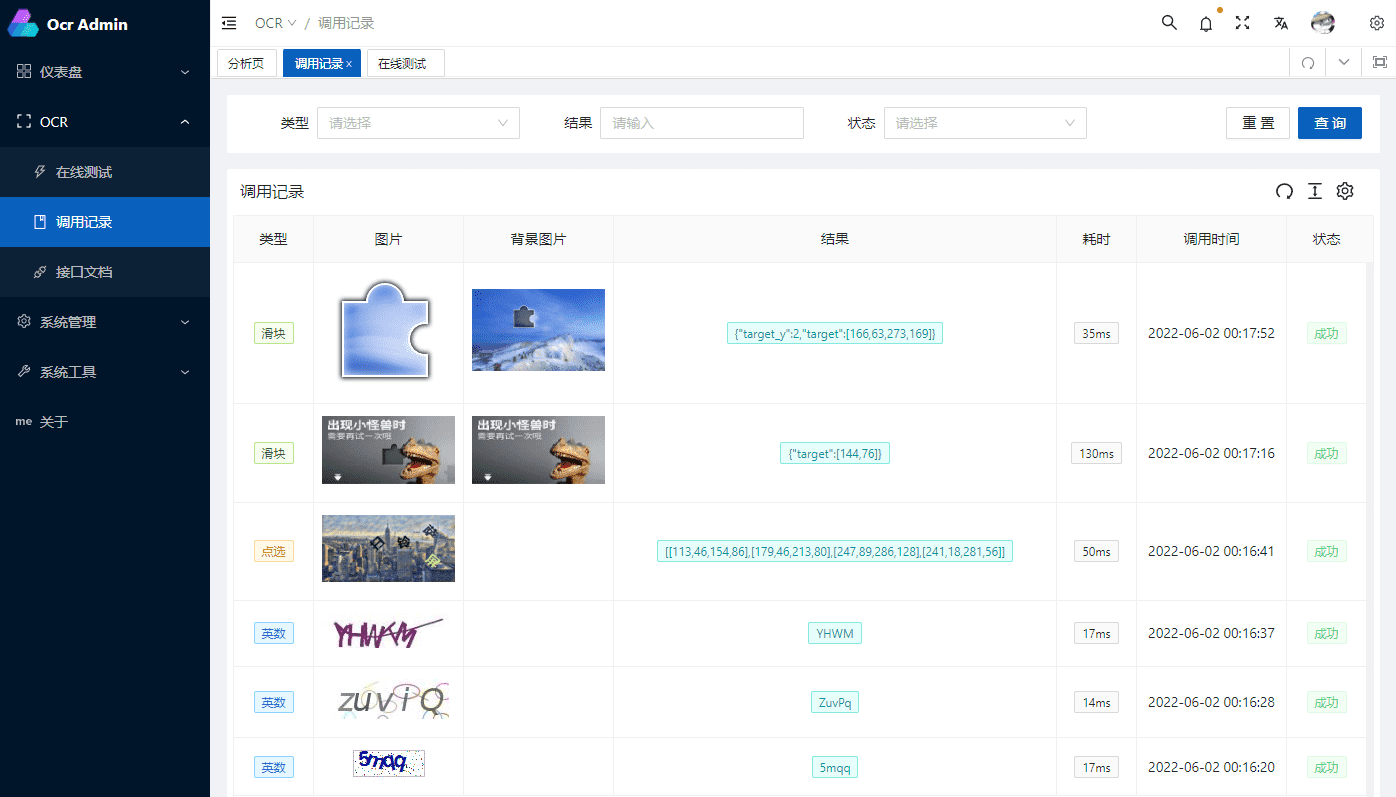 Ocr Admin
OCR / 调用记录
仪表盘
OCR
在线测试
调用记录
接口文档
系统管理
系统工具
me 关于
分析页 调用记录 × 在线测试
类型 请选择 结果 请输入 状态 请选择 重 置 查 询
调用记录
类型 图片 背景图片 结果 耗时 调用时间 状态
滑块 {"target_y":2,"target":[166,63,273,169]} 35ms 2022-06-02 00:17:52 成功
出现小怪兽时 出现小怪兽时
需要再试一次哦 需要再试一次哦
滑块 {"target":[144,76]} 130ms 2022-06-02 00:17:16 成功
点选 [[113,46,154,86],[179,46,213,80],[247,89,286,128],[241,18,281,56]] 50ms 2022-06-02 00:16:41 成功
英数 YHWM YHWM 17ms 2022-06-02 00:16:37 成功
英数 zuviQ ZuvPq 14ms 2022-06-02 00:16:28 成功
英数 5mqq 5mqq 17ms 2022-06-02 00:16:20 成功